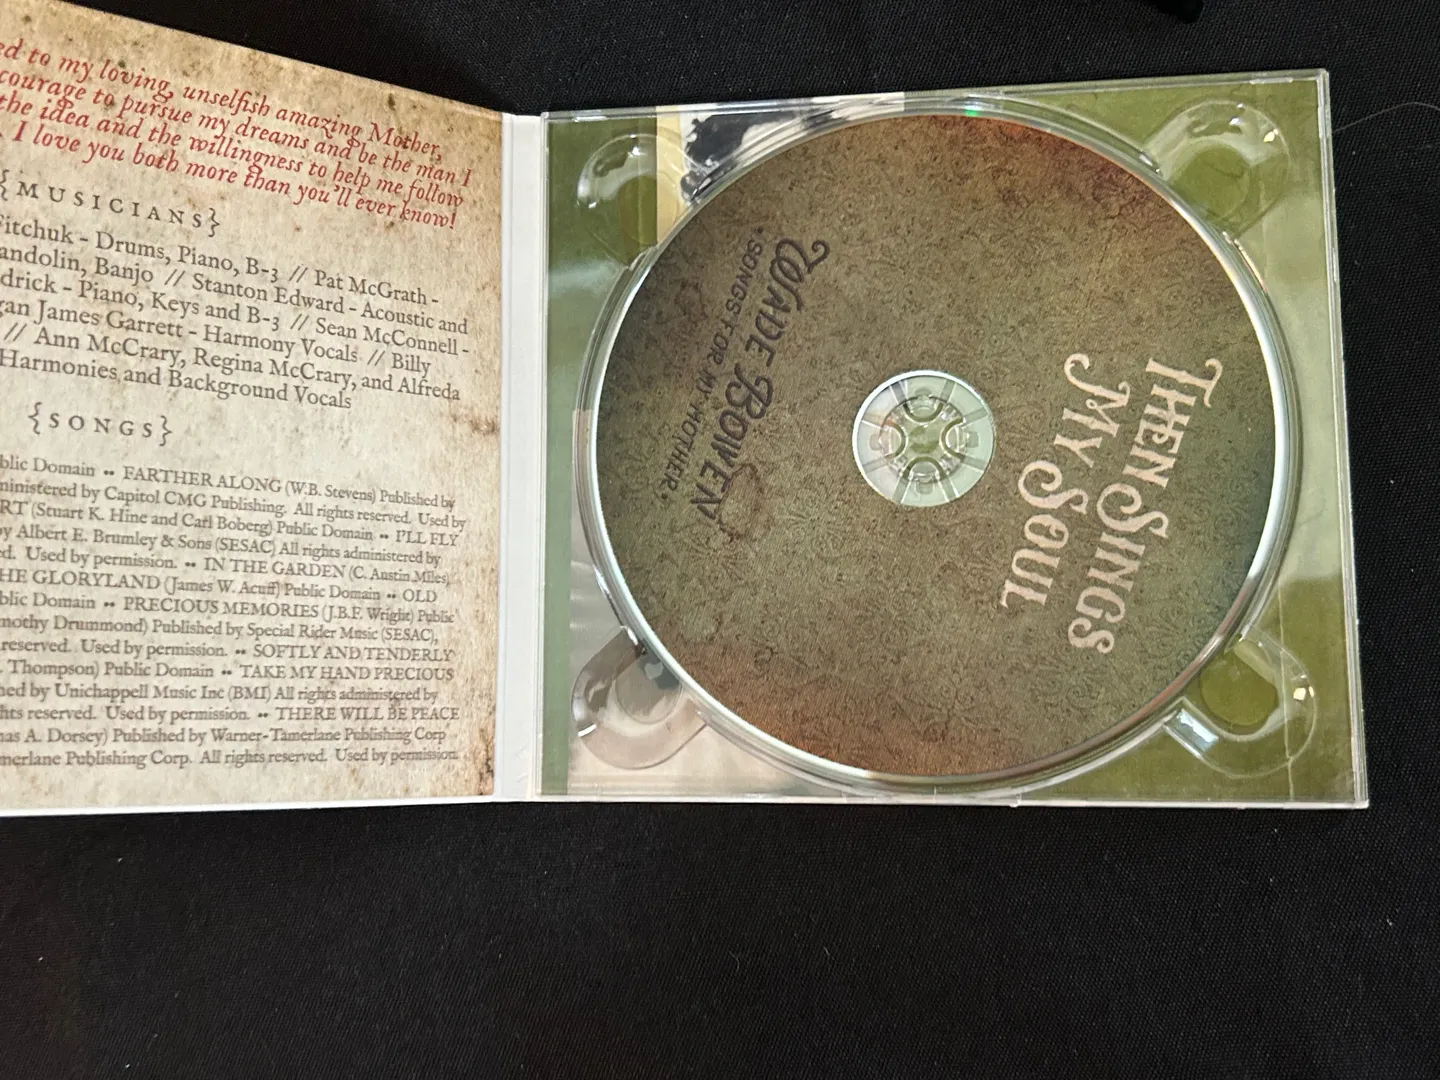 to my loving, unselfish amazing Mother,
courage to pursue my dreams and be the man I
the idea and the willingness to help me follow
I love you both more than you'll ever know!
{MUSICIANS}
Fitchuk - Drums, Piano, B-3 // Pat McGrath -
andolin, Banjo // Stanton Edward - Acoustic and
drick - Piano, Keys and B-3 // Sean McConnell -
gan James Garrett - Harmony Vocals // Billy
// Ann McCrary, Regina McCrary, and Alfreda
Harmonies and Background Vocals
{SONGS}
blic Domain •• FARTHER ALONG (W.B. Stevens) Published by
ministered by Capitol CMG Publishing. All rights reserved. Used by
RT (Stuart K. Hine and Carl Boberg) Public Domain •• I'LL FLY
y Albert E. Brumley & Sons (SESAC) All rights administered by
ed. Used by permission. •• IN THE GARDEN (C. Austin Miles)
HE GLORYLAND (James W. Acuff) Public Domain •• OLD
blic Domain •• PRECIOUS MEMORIES (J.B.F. Wright) Public
mothy Drummond) Published by Special Rider Music (SESAC),
reserved. Used by permission. •• SOFTLY AND TENDERLY
. Thompson) Public Domain •• TAKE MY HAND PRECIOUS
hed by Unichappell Music Inc (BMI) All rights administered by
hts reserved. Used by permission. •• THERE WILL BE PEACE
mas A. Dorsey) Published by Warner-Tamerlane Publishing Corp
merlane Publishing Corp. All rights reserved. Used by permission.
THEN SINGS
MY SOUL
WADE BOWEN
• SONGS FOR MY MOTHER •